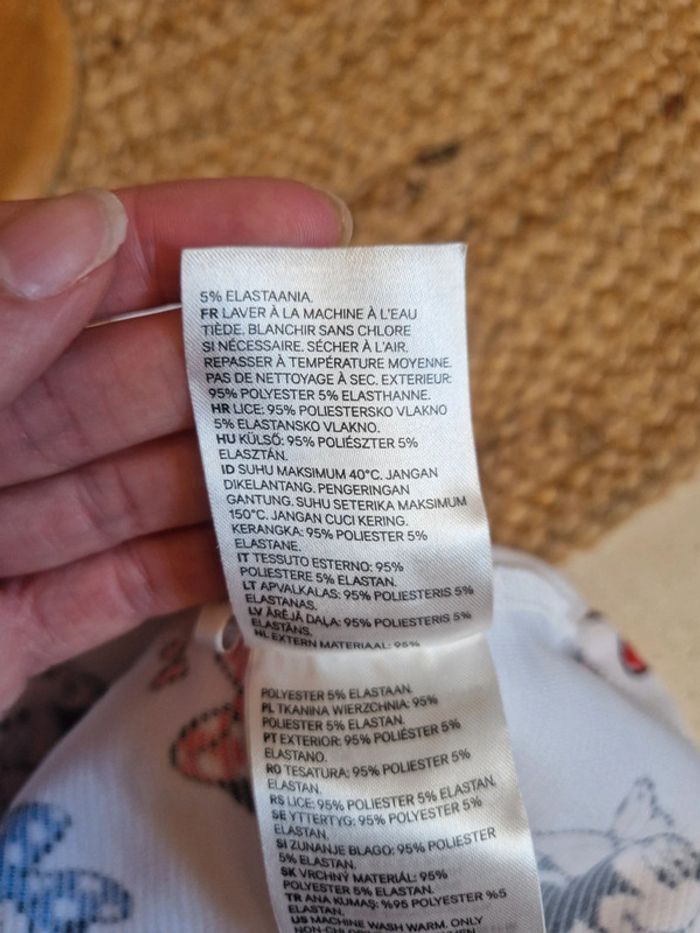 5% ELASTAANIA.
FR LAVER À LA MACHINE À L'EAU
TIÈDE. BLANCHIR SANS CHLORE
SI NÉCESSAIRE. SÉCHER À L'AIR.
REPASSER À TEMPÉRATURE MOYENNE.
PAS DE NETTOYAGE À SEC. EXTERIEUR:
95% POLYESTER 5% ELASTHANNE.
HR LICE: 95% POLIESTERSKO VLAKNO
5% ELASTANSKO VLAKNO.
HU KÜLSŐ: 95% POLIÉSZTER 5%
ELASZTÁN.
ID SUHU MAKSIMUM 40°C. JANGAN
DIKELANTANG. PENGERINGAN
GANTUNG. SUHU SETERIKA MAKSIMUM
150°C. JANGAN CUCI KERING.
KERANGKA: 95% POLIESTER 5%
ELASTANE.
IT TESSUTO ESTERNO: 95%
POLIESTERE 5% ELASTAN.
LT APVALKALAS: 95% POLIESTERIS 5%
ELASTANAS.
LV ĀRĒJĀ DAĻA: 95% POLIESTERIS 5%
ELASTĀNS.
NL EXTERN MATERIAAL: 95%
POLYESTER 5% ELASTAAN.
PL TKANINA WIERZCHNIA: 95%
POLIESTER 5% ELASTAN.
PT EXTERIOR: 95% POLIÉSTER 5%
ELASTANO.
RO TESATURA: 95% POLIESTER 5%
ELASTAN.
RS LICE: 95% POLIESTER 5% ELASTAN.
SE YTTERTYG: 95% POLYESTER 5%
ELASTAN.
SI ZUNANJE BLAGO: 95% POLIESTER
5% ELASTAN.
SK VRCHNÝ MATERIÁL: 95%
POLYESTER 5% ELASTAN.
TR ANA KUMAŞ: %95 POLYESTER %5
ELASTAN.
US MACHINE WASH WARM. ONLY